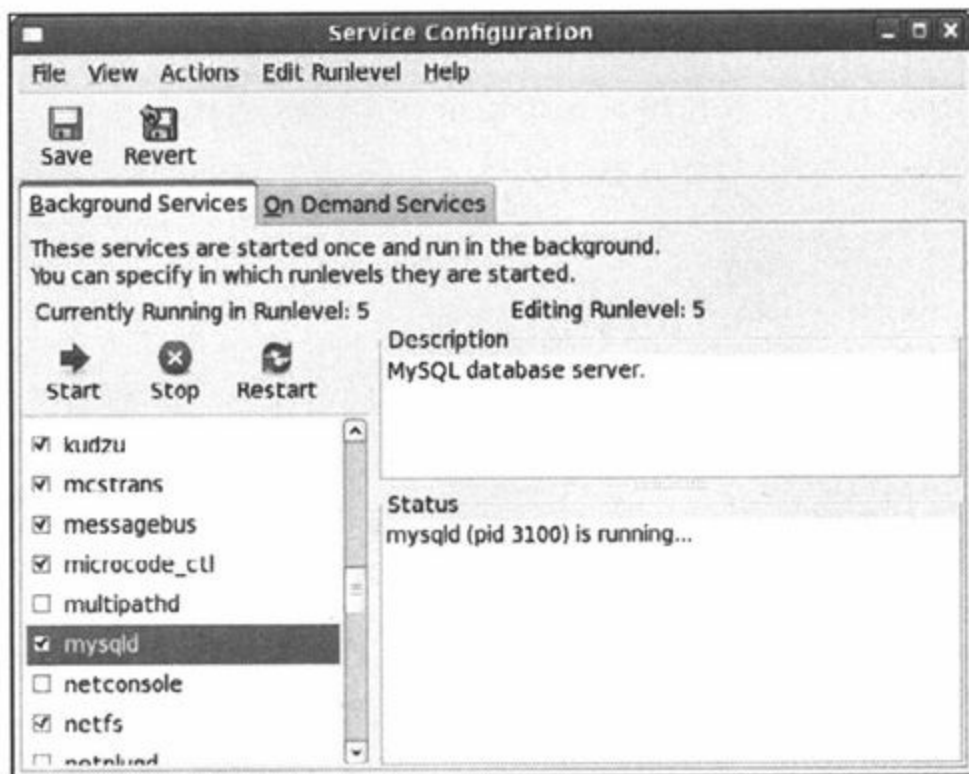 Service Configuration
File View Actions Edit Runlevel Help
Save Revert
Background Services On Demand Services
These services are started once and run in the background.
You can specify in which runlevels they are started.
Currently Running in Runlevel: 5 Editing Runlevel: 5
Start Stop Restart
Description
MySQL database server.
kudzu
mcstrans
messagebus
microcode_ctl
multipathd
mysqld
netconsole
netfs
Status
mysqld (pid 3100) is running...